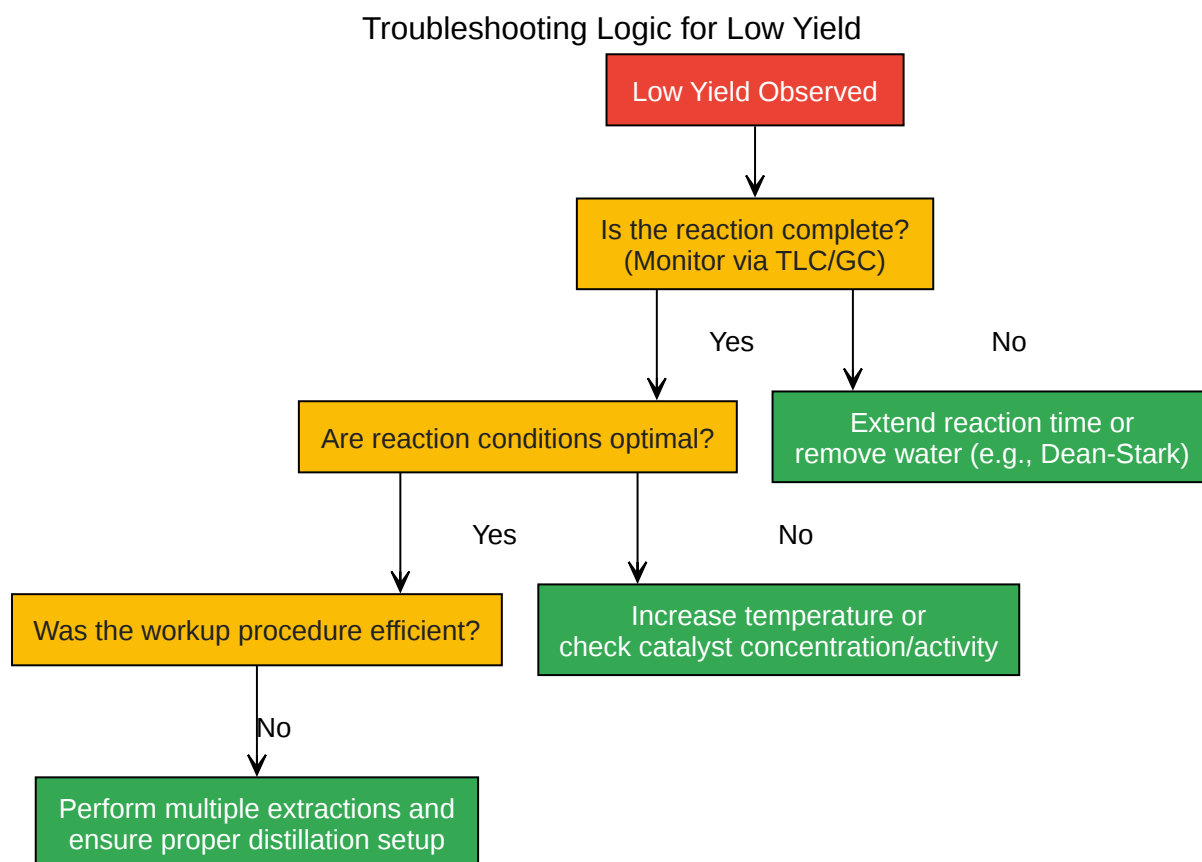 Troubleshooting Logic for Low Yield
Low Yield Observed
Is the reaction complete?
(Monitor via TLC/GC)
Yes
No
Extend reaction time or
remove water (e.g., Dean-Stark)
Are reaction conditions optimal?
Yes
No
Increase temperature or
check catalyst concentration/activity
Was the workup procedure efficient?
No
Perform multiple extractions and
ensure proper distillation setup